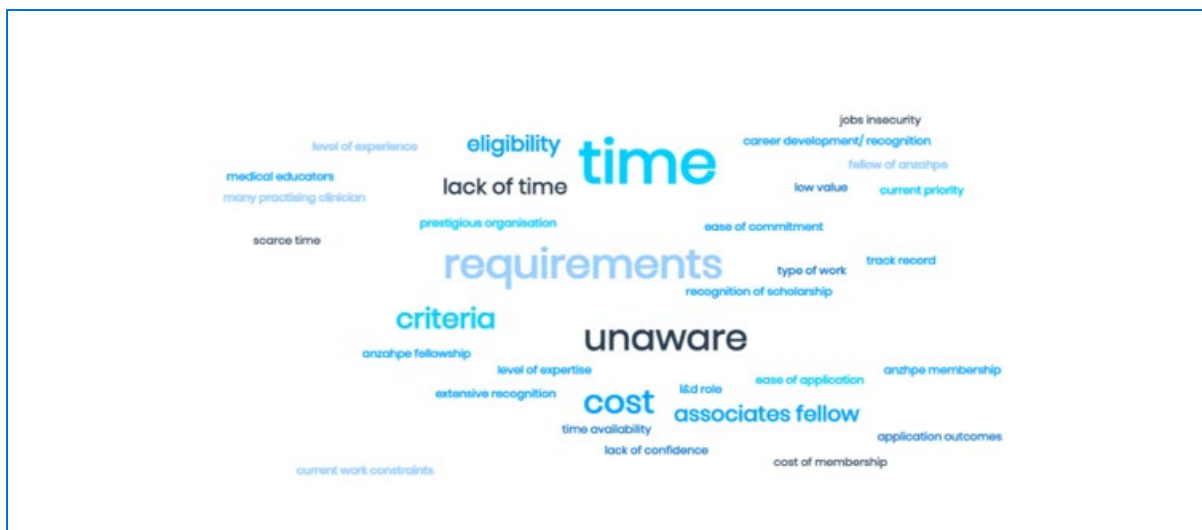 jobs insecurity
career development/ recognition
level of experience
eligibility
time
fellow of anzahpe
medical educators
lack of time
low value
current priority
many practising clinician
prestigious organisation
ease of commitment
scarce time
requirements
type of work
track record
recognition of scholarship
criteria
unaware
anzahpe fellowship
level of expertise
anzhpe membership
ease of application
extensive recognition
l&d role
cost
associates fellow
time availability
application outcomes
lack of confidence
cost of membership
current work constraints